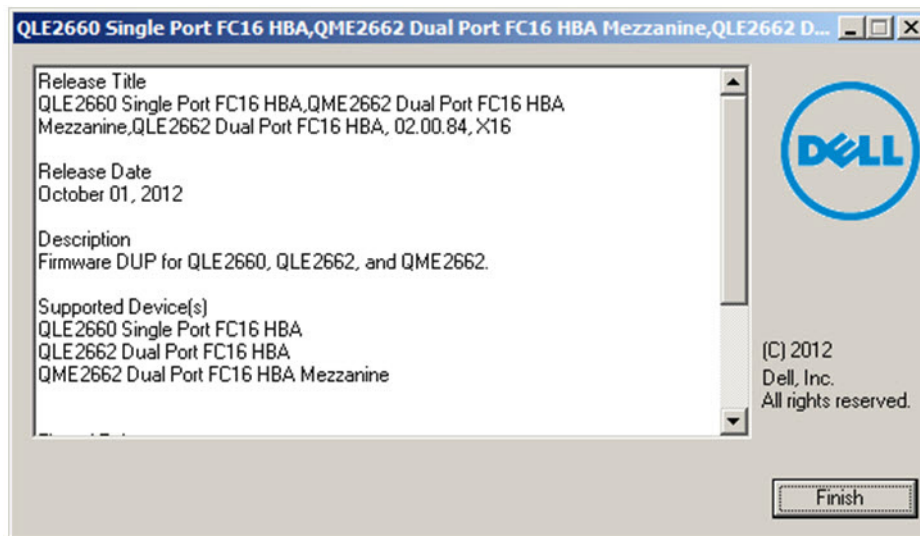 QLE2660 Single Port FC16 HBA,QME2662 Dual Port FC16 HBA Mezzanine,QLE2662 D...
Release Title
QLE2660 Single Port FC16 HBA,QME2662 Dual Port FC16 HBA
Mezzanine,QLE2662 Dual Port FC16 HBA, 02.00.84, X16
Release Date
October 01, 2012
Description
Firmware DUP for QLE2660, QLE2662, and QME2662.
Supported Device(s)
QLE2660 Single Port FC16 HBA
QLE2662 Dual Port FC16 HBA
QME2662 Dual Port FC16 HBA Mezzanine
DELL
(C) 2012
Dell, Inc.
All rights reserved.
Finish